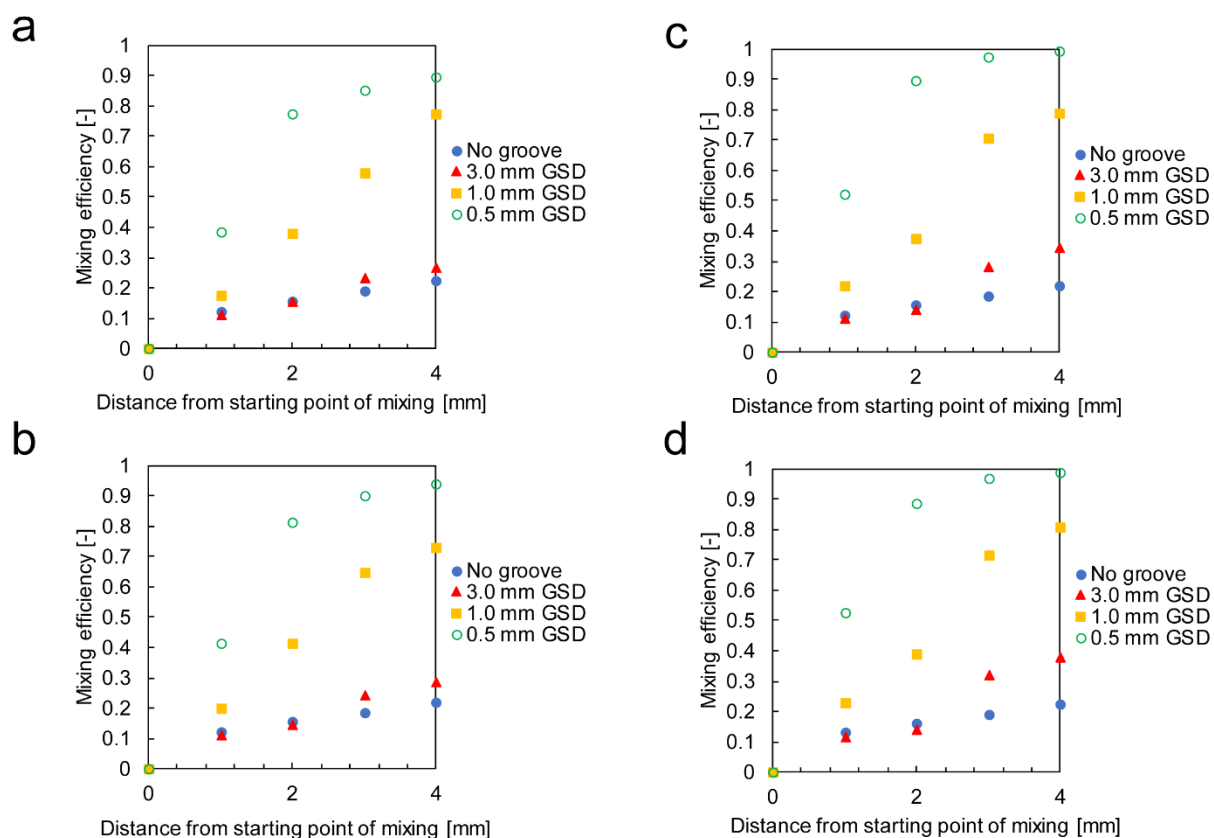 a
1
0.9
0.8
0.7
0.6
0.5
0.4
0.3
0.2
0.1
0
0 2 4
Mixing efficiency [-]
Distance from starting point of mixing [mm]
No groove
3.0 mm GSD
1.0 mm GSD
0.5 mm GSD
b
1
0.9
0.8
0.7
0.6
0.5
0.4
0.3
0.2
0.1
0
0 2 4
Mixing efficiency [-]
Distance from starting point of mixing [mm]
No groove
3.0 mm GSD
1.0 mm GSD
0.5 mm GSD
c
1
0.9
0.8
0.7
0.6
0.5
0.4
0.3
0.2
0.1
0
0 2 4
Mixing efficiency [-]
Distance from starting point of mixing [mm]
No groove
3.0 mm GSD
1.0 mm GSD
0.5 mm GSD
d
1
0.9
0.8
0.7
0.6
0.5
0.4
0.3
0.2
0.1
0
0 2 4
Mixing efficiency [-]
Distance from starting point of mixing [mm]
No groove
3.0 mm GSD
1.0 mm GSD
0.5 mm GSD